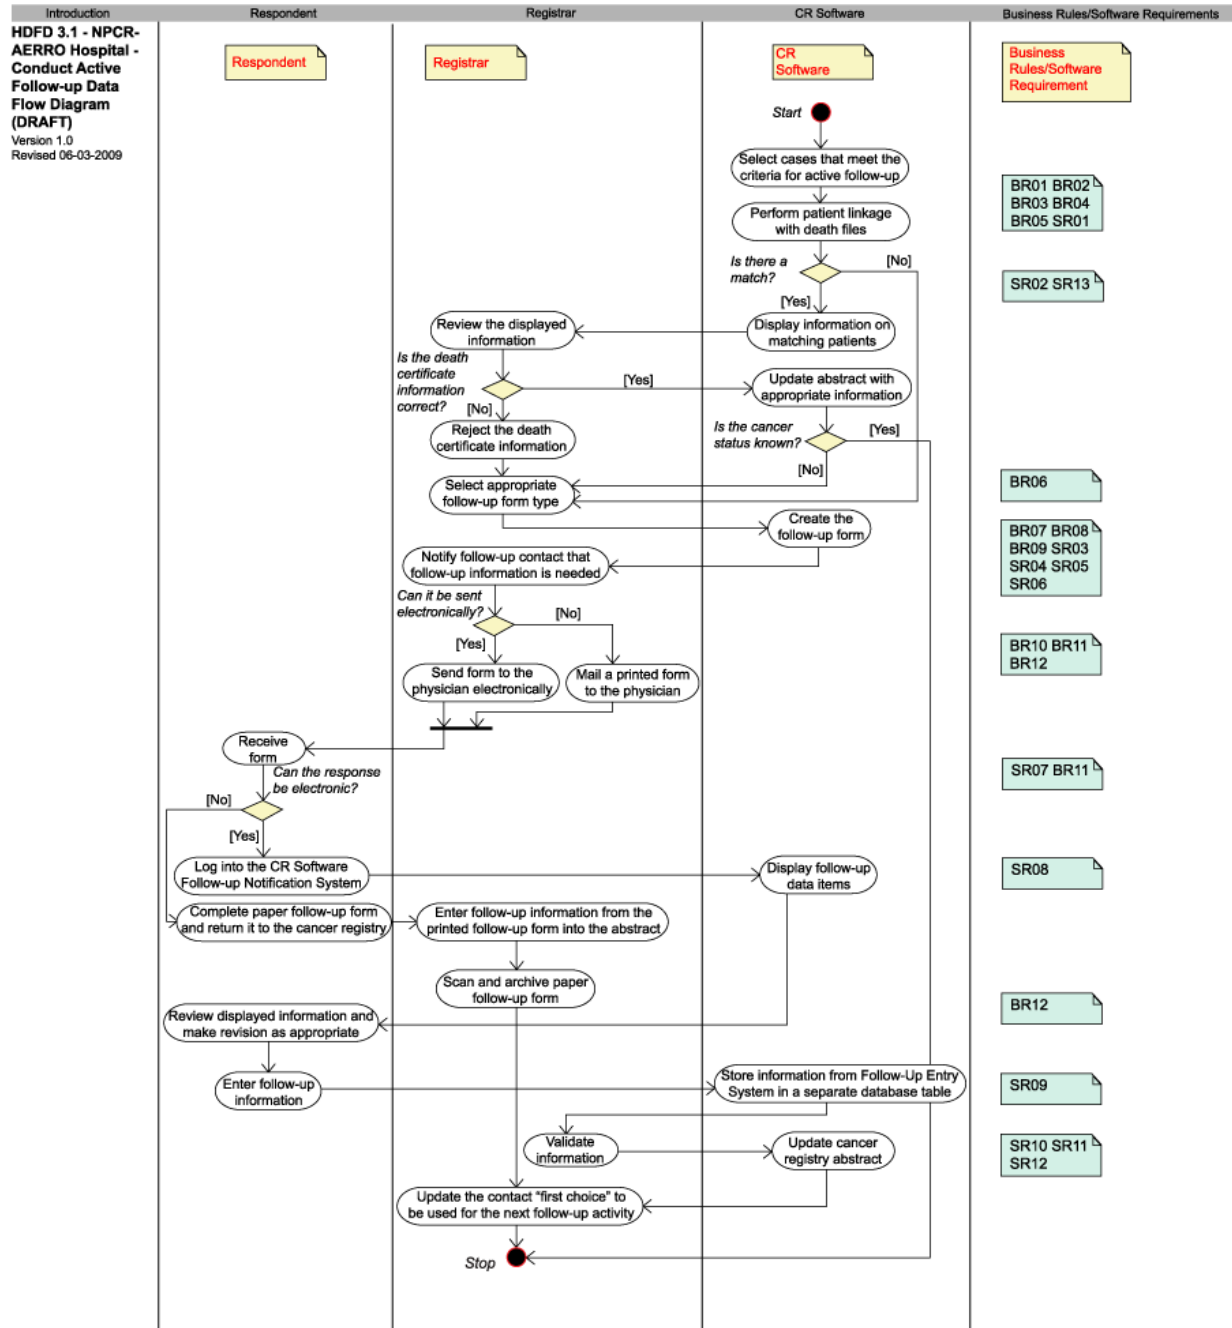 Introduction
Respondent
Registrar
CR Software
Business Rules/Software Requirements
HDFD 3.1 - NPCR-
AERRO Hospital -
Conduct Active
Follow-up Data
Flow Diagram
(DRAFT)
Version 1.0
Revised 06-03-2009
Respondent
Registrar
CR
Software
Business
Rules/Software
Requirement
Start
Select cases that meet the
criteria for active follow-up
BR01 BR02
BR03 BR04
BR05 SR01
Perform patient linkage
with death files
Is there a
match?
[No]
[Yes]
SR02 SR13
Review the displayed
information
Display information on
matching patients
Is the death
certificate
information
correct?
[Yes]
[No]
Update abstract with
appropriate information
Reject the death
certificate information
Is the cancer
status known?
[Yes]
[No]
Select appropriate
follow-up form type
BR06
Create the
follow-up form
BR07 BR08
BR09 SR03
SR04 SR05
SR06
Notify follow-up contact that
follow-up information is needed
Can it be sent
electronically?
[No]
[Yes]
BR10 BR11
BR12
Send form to the
physician electronically
Mail a printed form
to the physician
Receive
form
Can the response
be electronic?
[No]
[Yes]
SR07 BR11
Log into the CR Software
Follow-up Notification System
Display follow-up
data items
SR08
Complete paper follow-up form
and return it to the cancer registry
Enter follow-up information from the
printed follow-up form into the abstract
Scan and archive paper
follow-up form
Review displayed information and
make revision as appropriate
BR12
Enter follow-up
information
Store information from Follow-Up Entry
System in a separate database table
SR09
Validate
information
Update cancer
registry abstract
SR10 SR11
SR12
Update the contact “first choice” to
be used for the next follow-up activity
Stop